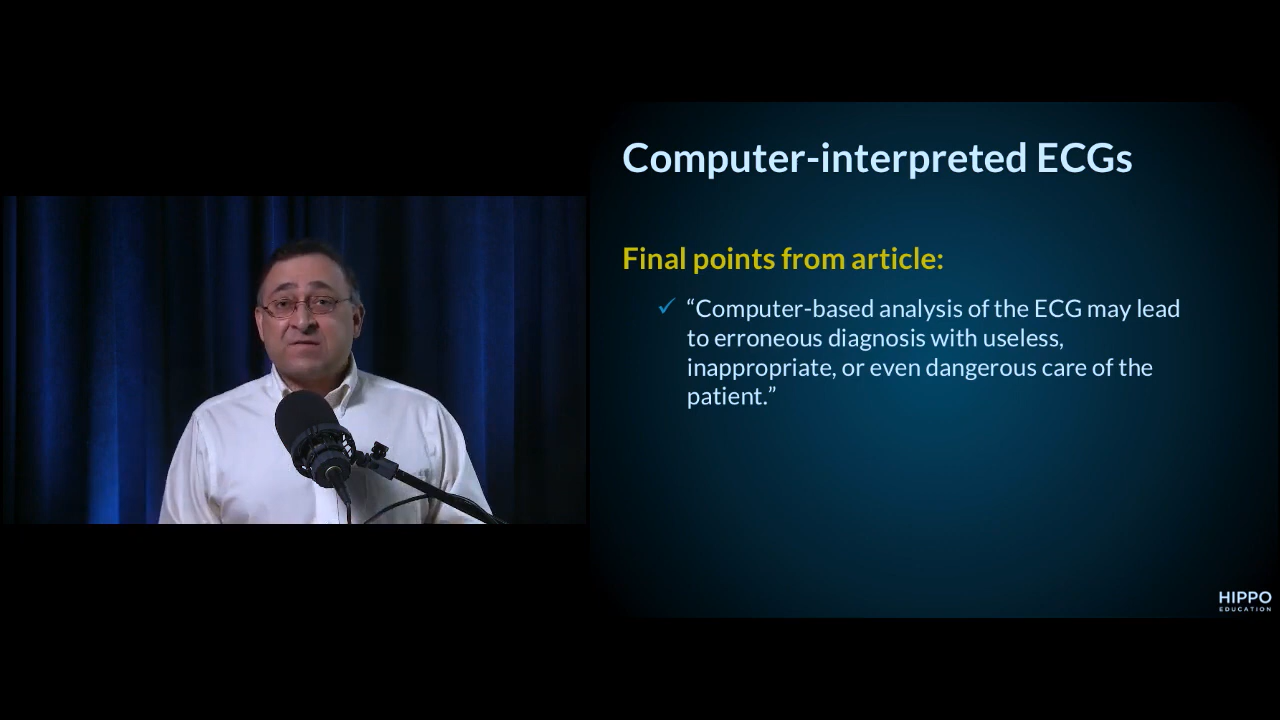 Computer-interpreted ECGs
Final points from article:
✓ “Computer-based analysis of the ECG may lead
to erroneous diagnosis with useless,
inappropriate, or even dangerous care of the
patient.”
HIPPO
EDUCATION